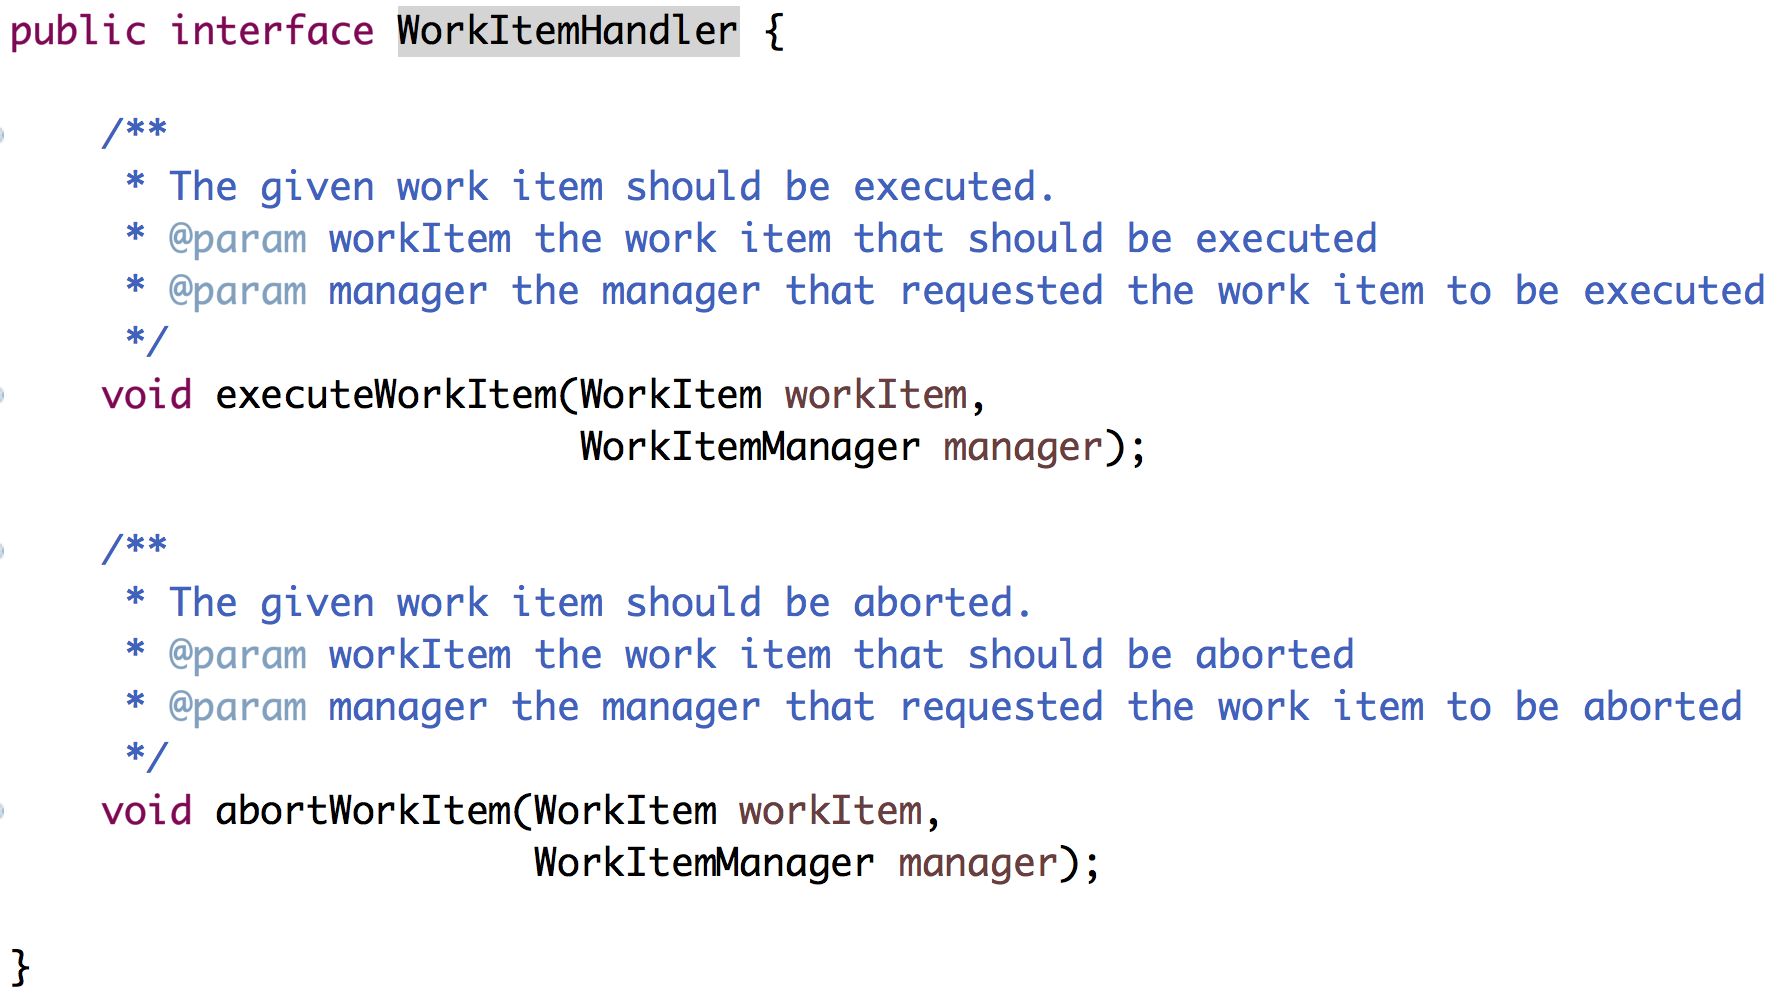 public interface WorkItemHandler {
/**
* The given work item should be executed.
* @param workItem the work item that should be executed
* @param manager the manager that requested the work item to be executed
*/
void executeWorkItem(WorkItem workItem,
WorkItemManager manager);
/**
* The given work item should be aborted.
* @param workItem the work item that should be aborted
* @param manager the manager that requested the work item to be aborted
*/
void abortWorkItem(WorkItem workItem,
WorkItemManager manager);
}